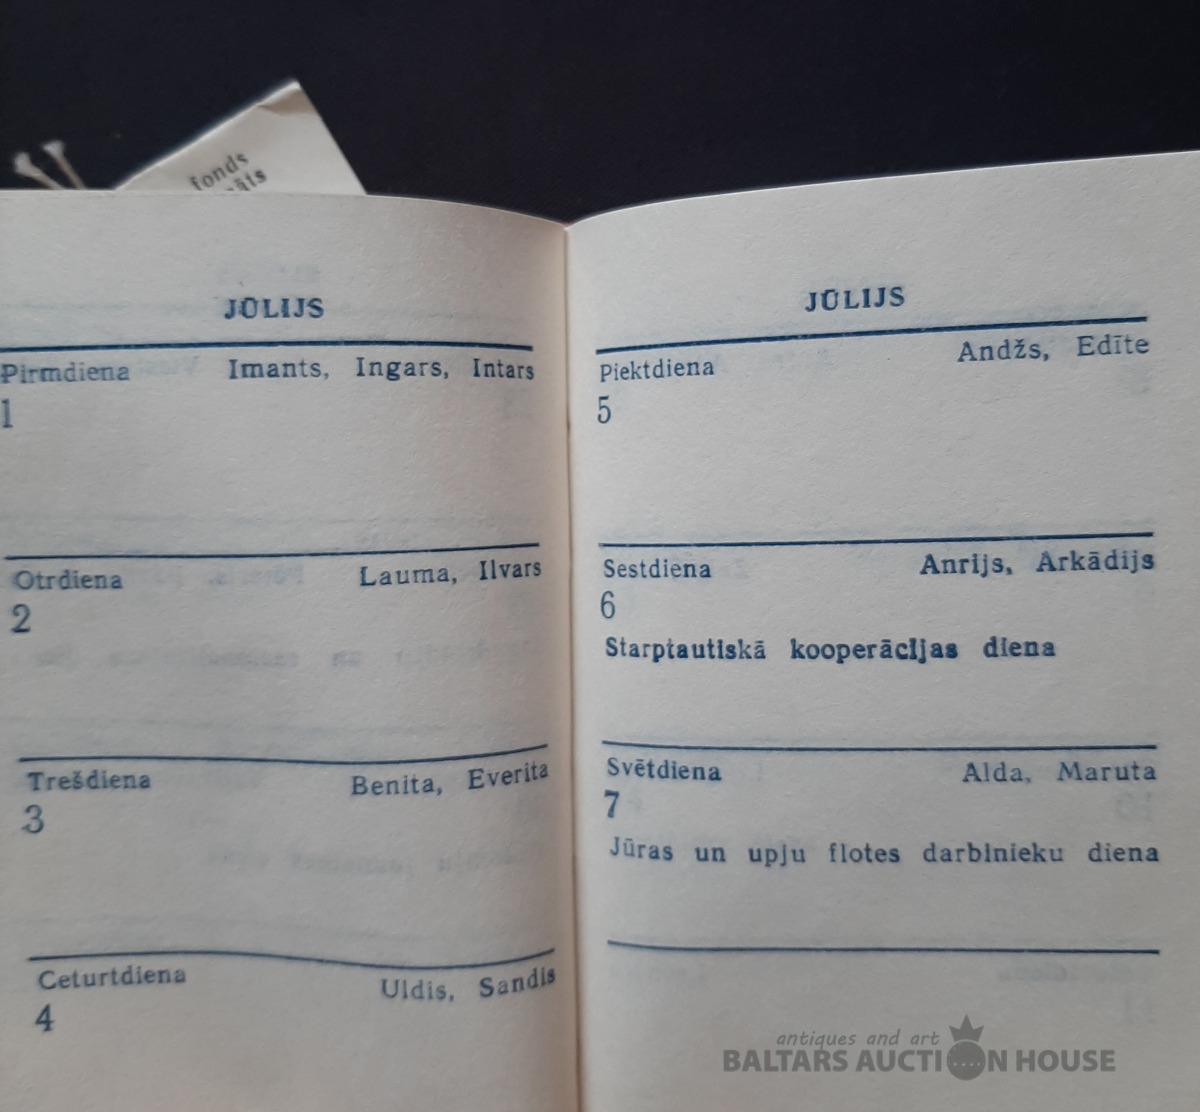 fonds
JŪLIJS
Pirmdiena Imants, Ingars, Intars
1
Otrdiena Lauma, Ilvars
2
Trešdiena Benita, Everita
3
Ceturtdiena Uldis, Sandis
4
JŪLIJS
Piektdiena Andžs, Edīte
5
Sestdiena Anrijs, Arkādijs
6
Starptautiskā kooperācijas diena
Svētdiena Alda, Maruta
7
Jūras un upju flotes darbinieku diena
antiques and art
BALTARS AUCTION HOUSE